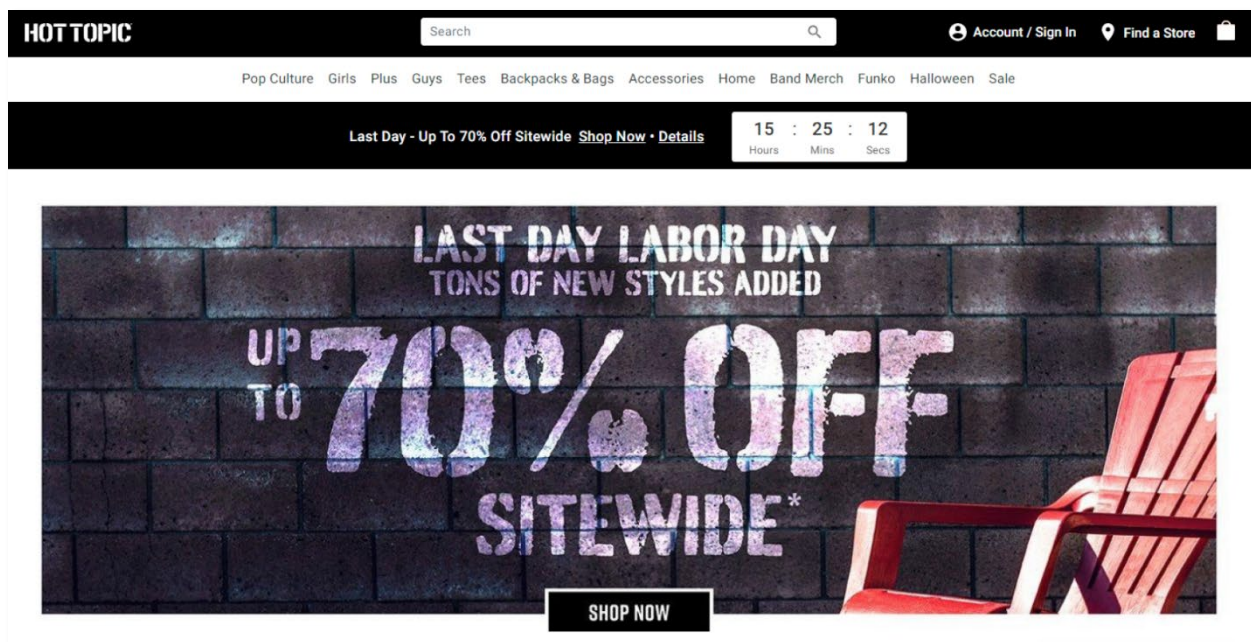 HOT TOPIC
Search
Account / Sign In
Find a Store
Pop Culture Girls Plus Guys Tees Backpacks & Bags Accessories Home Band Merch Funko Halloween Sale
Last Day - Up To 70% Off Sitewide Shop Now • Details
15 : 25 : 12
Hours Mins Secs
LAST DAY LABOR DAY
TONS OF NEW STYLES ADDED
UP TO 70% OFF
SITEWIDE*
SHOP NOW